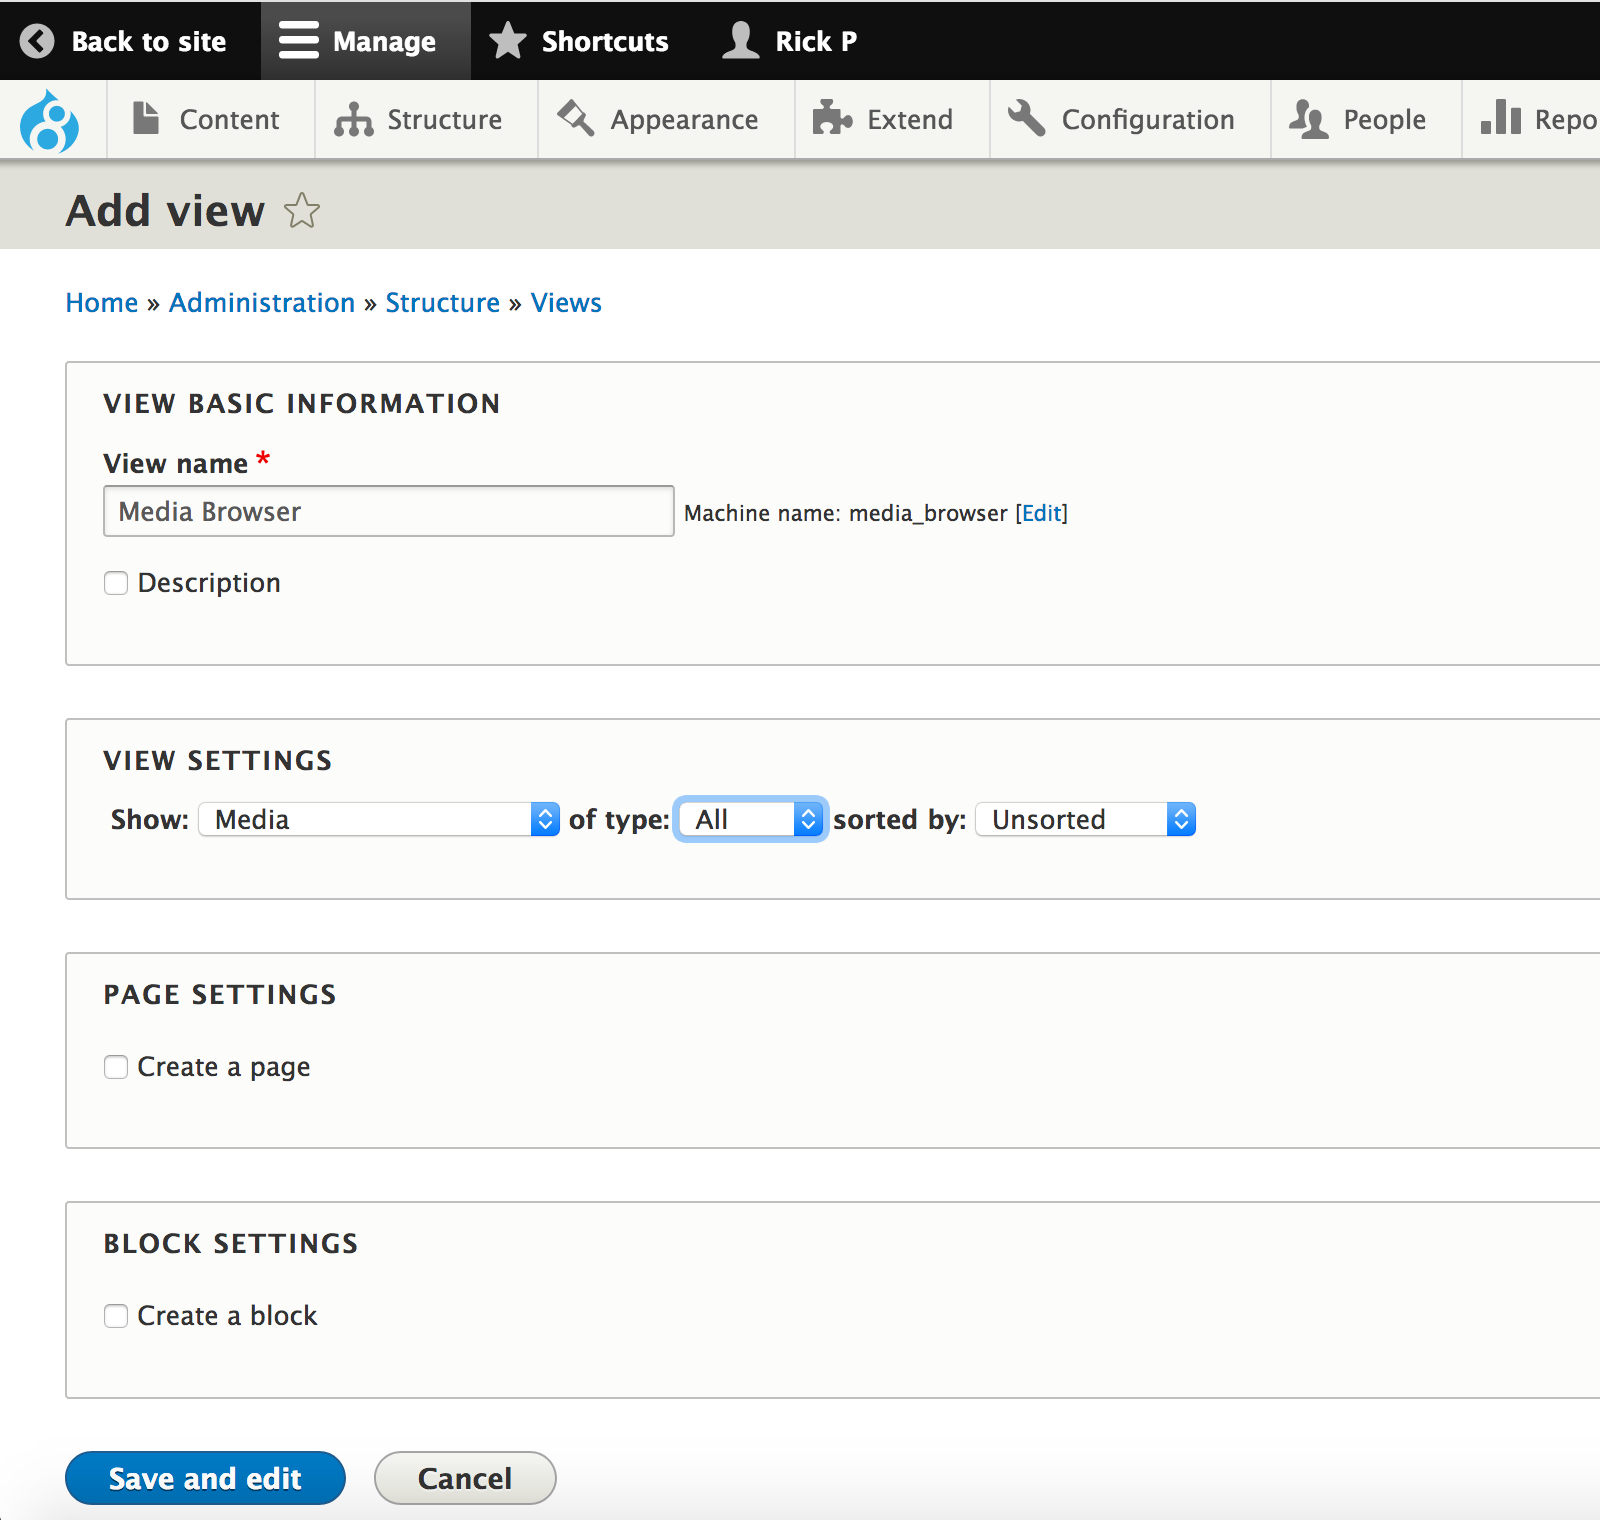 Back to site Manage Shortcuts Rick P
8 Content Structure Appearance Extend Configuration People Repo
Add view
Home » Administration » Structure » Views
VIEW BASIC INFORMATION
View name *
Media Browser Machine name: media_browser [Edit]
Description
VIEW SETTINGS
Show: Media of type: All sorted by: Unsorted
PAGE SETTINGS
Create a page
BLOCK SETTINGS
Create a block
Save and edit Cancel